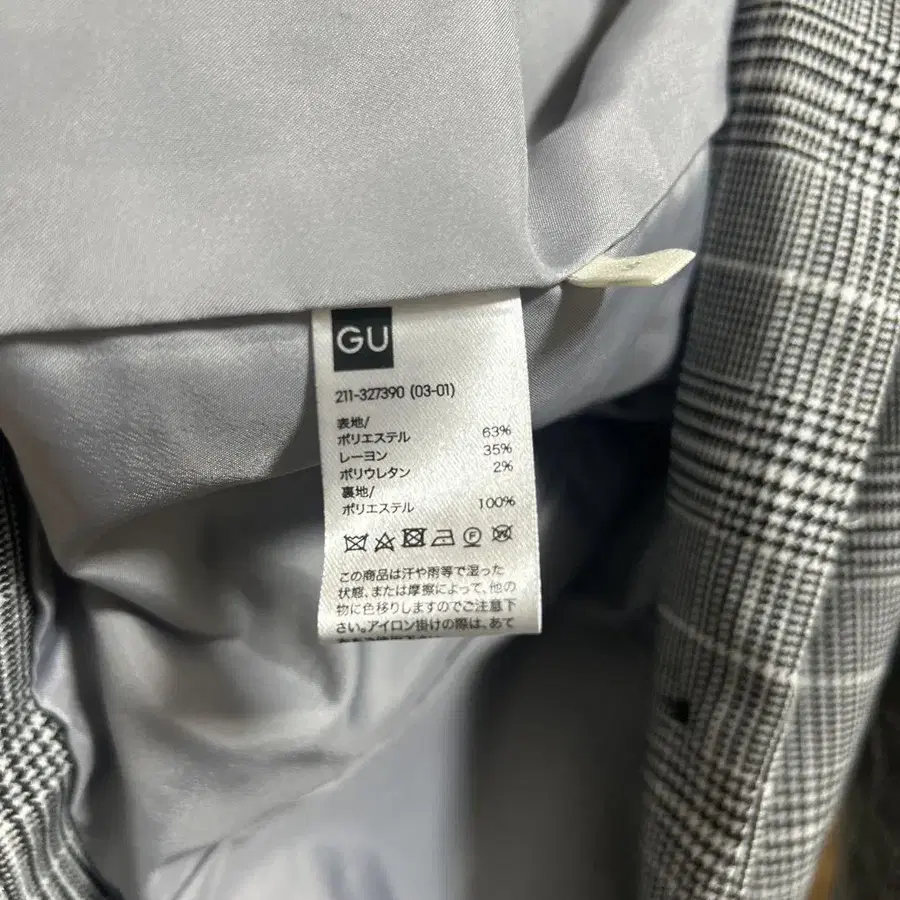 GU
211-327390 (03-01)
表地/
ポリエステル 63%
レーヨン 35%
ポリウレタン 2%
裏地/
ポリエステル 100%
この商品は汗や雨等で湿った
状態、または摩擦によって、他の
物に色移りしますのでご注意下
さい。アイロン掛けの際は、あて